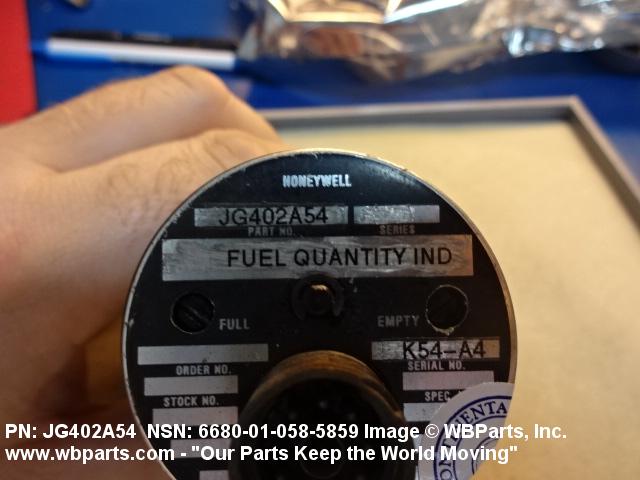 HONEYWELL
JG402A54
PART NO. SERIES
FUEL QUANTITY IND
FULL EMPTY
K54-A4
ORDER NO. SERIAL NO.
STOCK NO. SPEC.
PN: JG402A54 NSN: 6680-01-058-5859 Image © WBParts, Inc.
www.wbparts.com - "Our Parts Keep the World Moving"